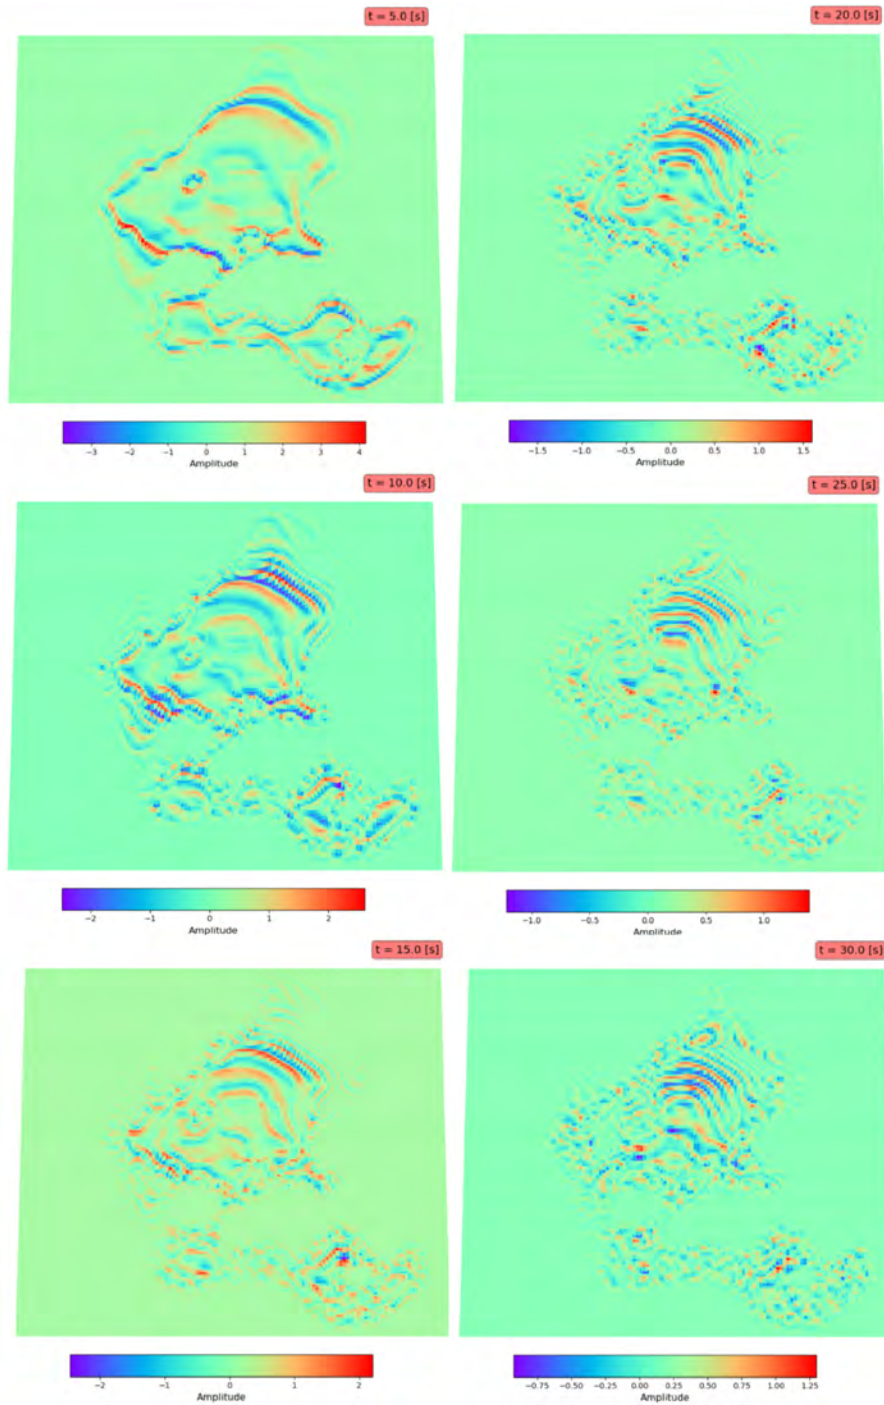 t = 5.0 [s]
−3 −2 −1 0 1 2 3 4
Amplitude
t = 20.0 [s]
−1.5 −1.0 −0.5 0.0 0.5 1.0 1.5
Amplitude
t = 10.0 [s]
−2 −1 0 1 2
Amplitude
t = 25.0 [s]
−1.0 −0.5 0.0 0.5 1.0
Amplitude
t = 15.0 [s]
−2 −1 0 1 2
Amplitude
t = 30.0 [s]
−0.75 −0.50 −0.25 0.00 0.25 0.50 0.75 1.00 1.25
Amplitude